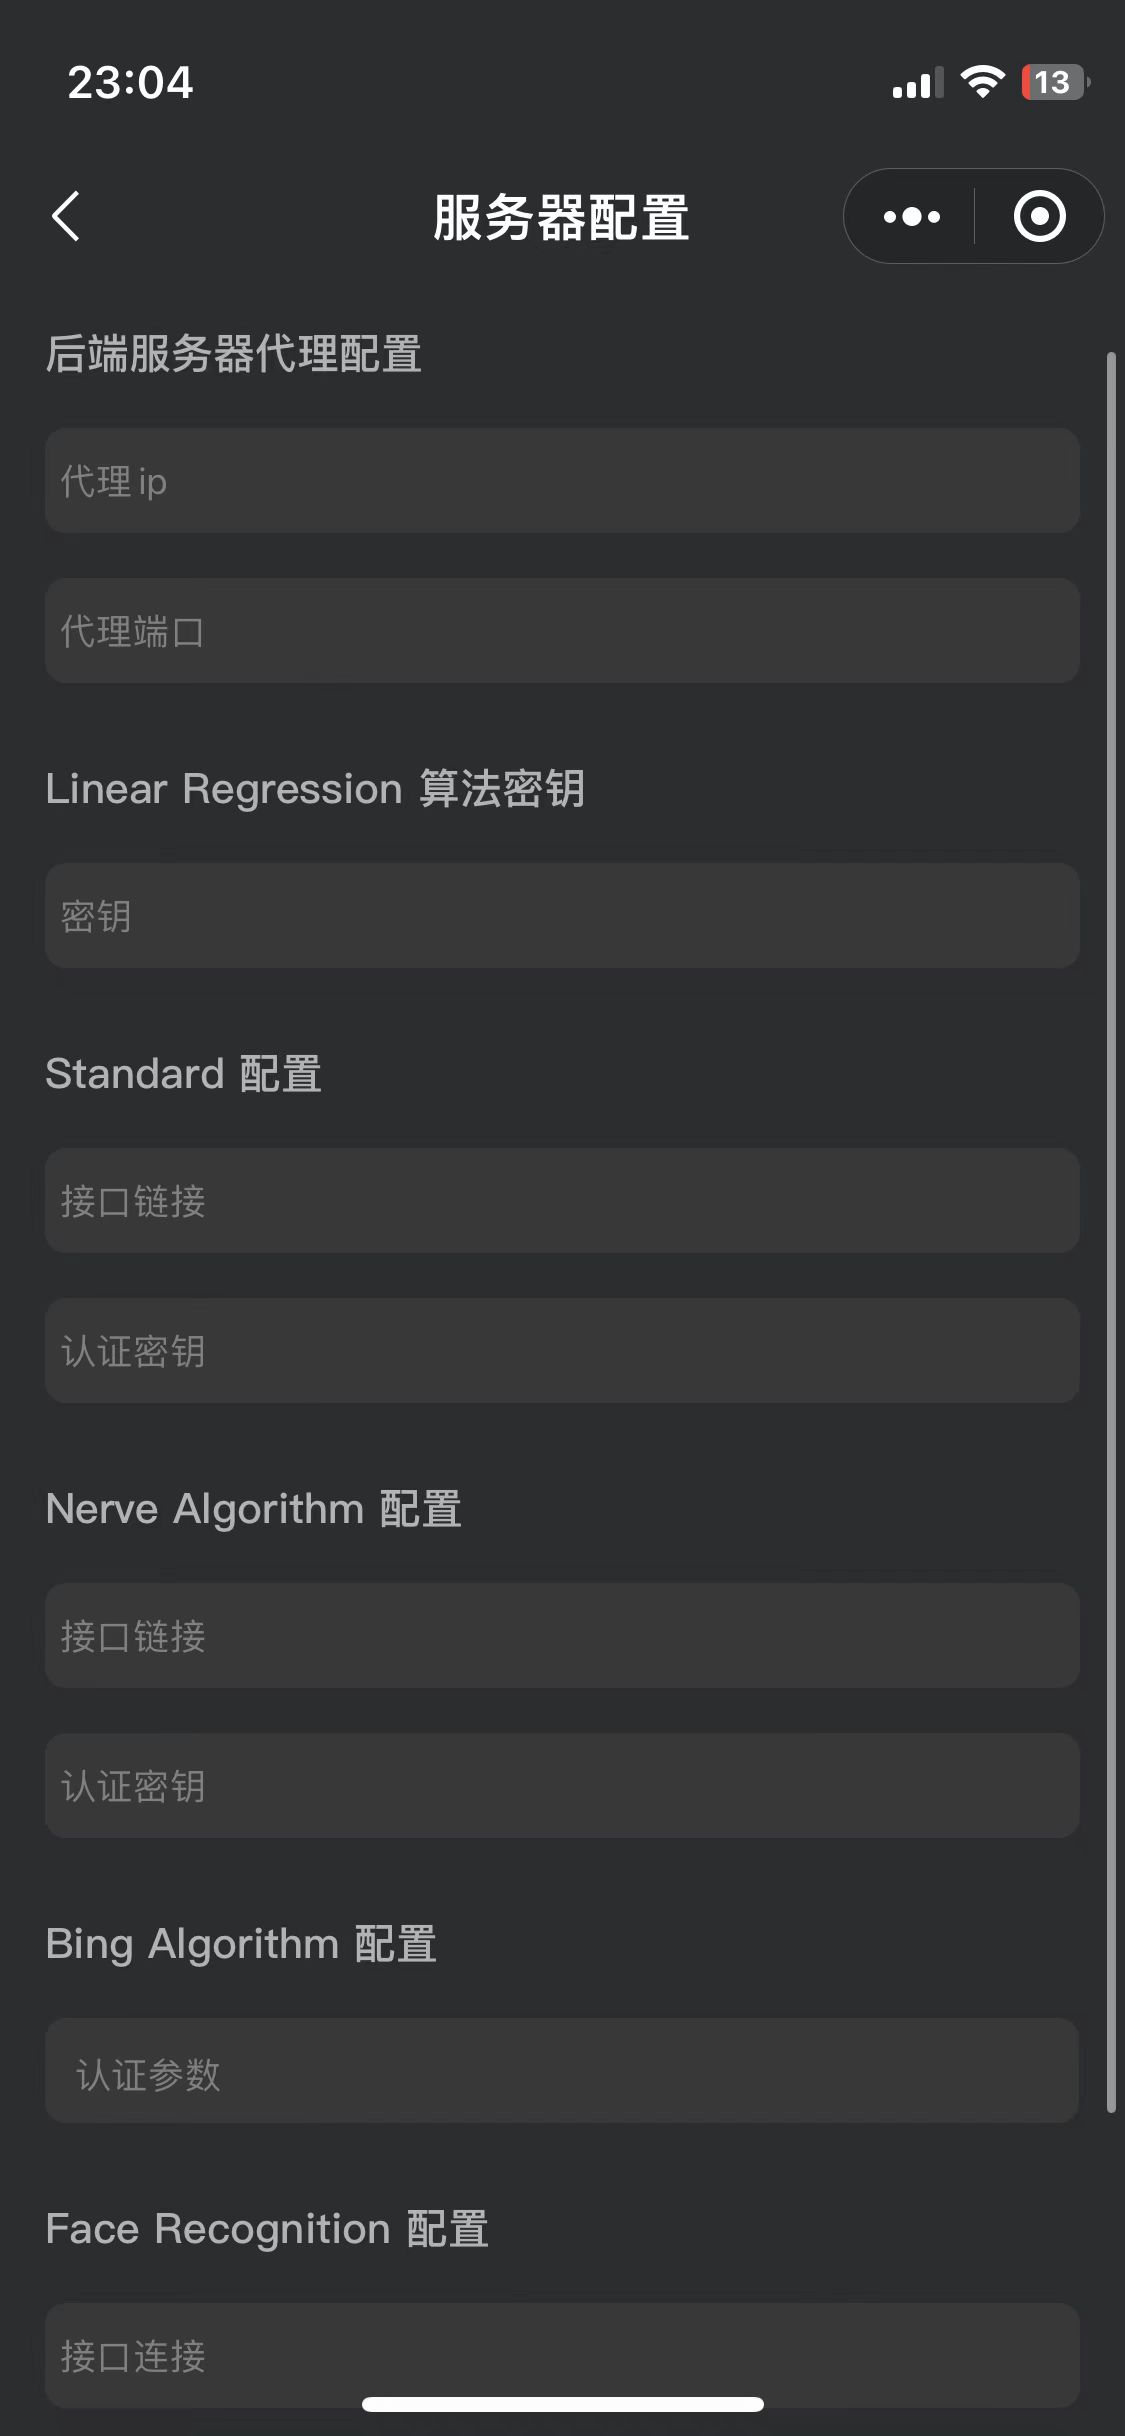 23:04
13
服务器配置
后端服务器代理配置
代理ip
代理端口
Linear Regression 算法密钥
密钥
Standard 配置
接口链接
认证密钥
Nerve Algorithm 配置
接口链接
认证密钥
Bing Algorithm 配置
认证参数
Face Recognition 配置
接口连接